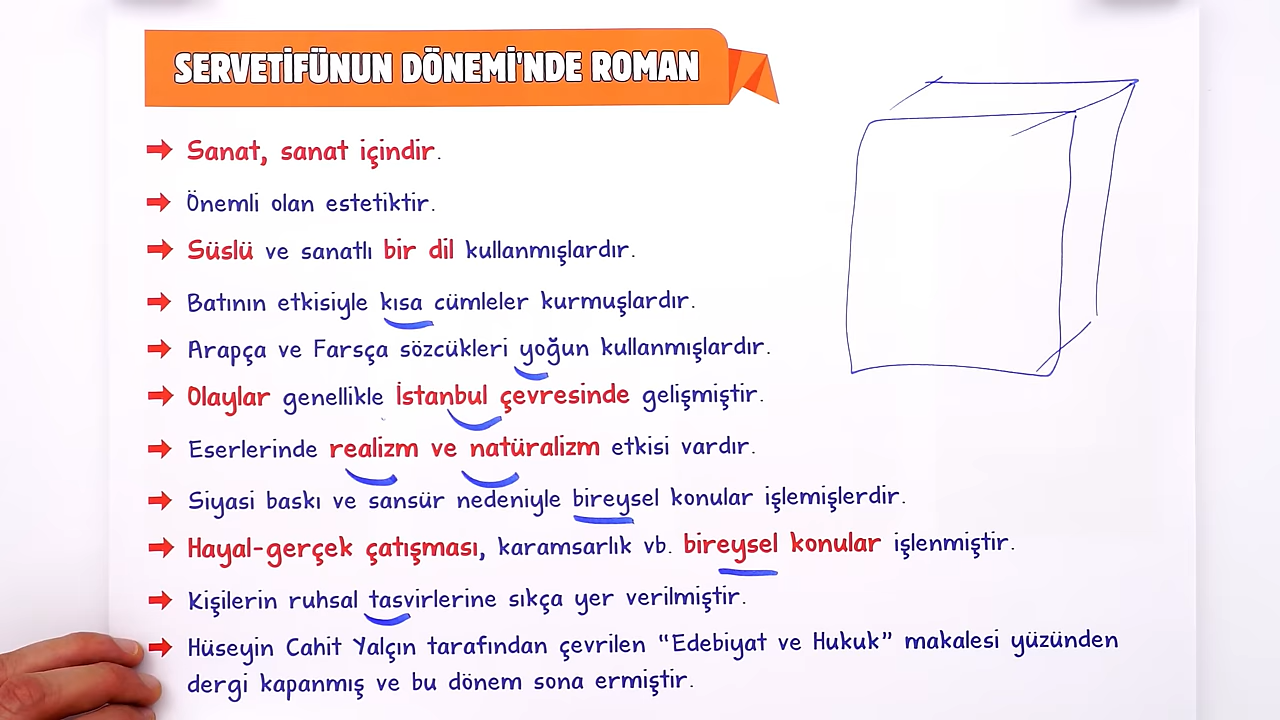 SERVETİFÜNUN DÖNEMİ'NDE ROMAN
Sanat, sanat içindir.
Önemli olan estetiktir.
Süslü ve sanatlı bir dil kullanmışlardır.
Batının etkisiyle kısa cümleler kurmuşlardır.
Arapça ve Farsça sözcükleri yoğun kullanmışlardır.
Olaylar genellikle İstanbul çevresinde gelişmiştir.
Eserlerinde realizm ve natüralizm etkisi vardır.
Siyasi baskı ve sansür nedeniyle bireysel konular işlemişlerdir.
Hayal-gerçek çatışması, karamsarlık vb. bireysel konular işlenmiştir.
Kişilerin ruhsal tasvirlerine sıkça yer verilmiştir.
Hüseyin Cahit Yalçın tarafından çevrilen "Edebiyat ve Hukuk" makalesi yüzünden
dergi kapanmış ve bu dönem sona ermiştir.